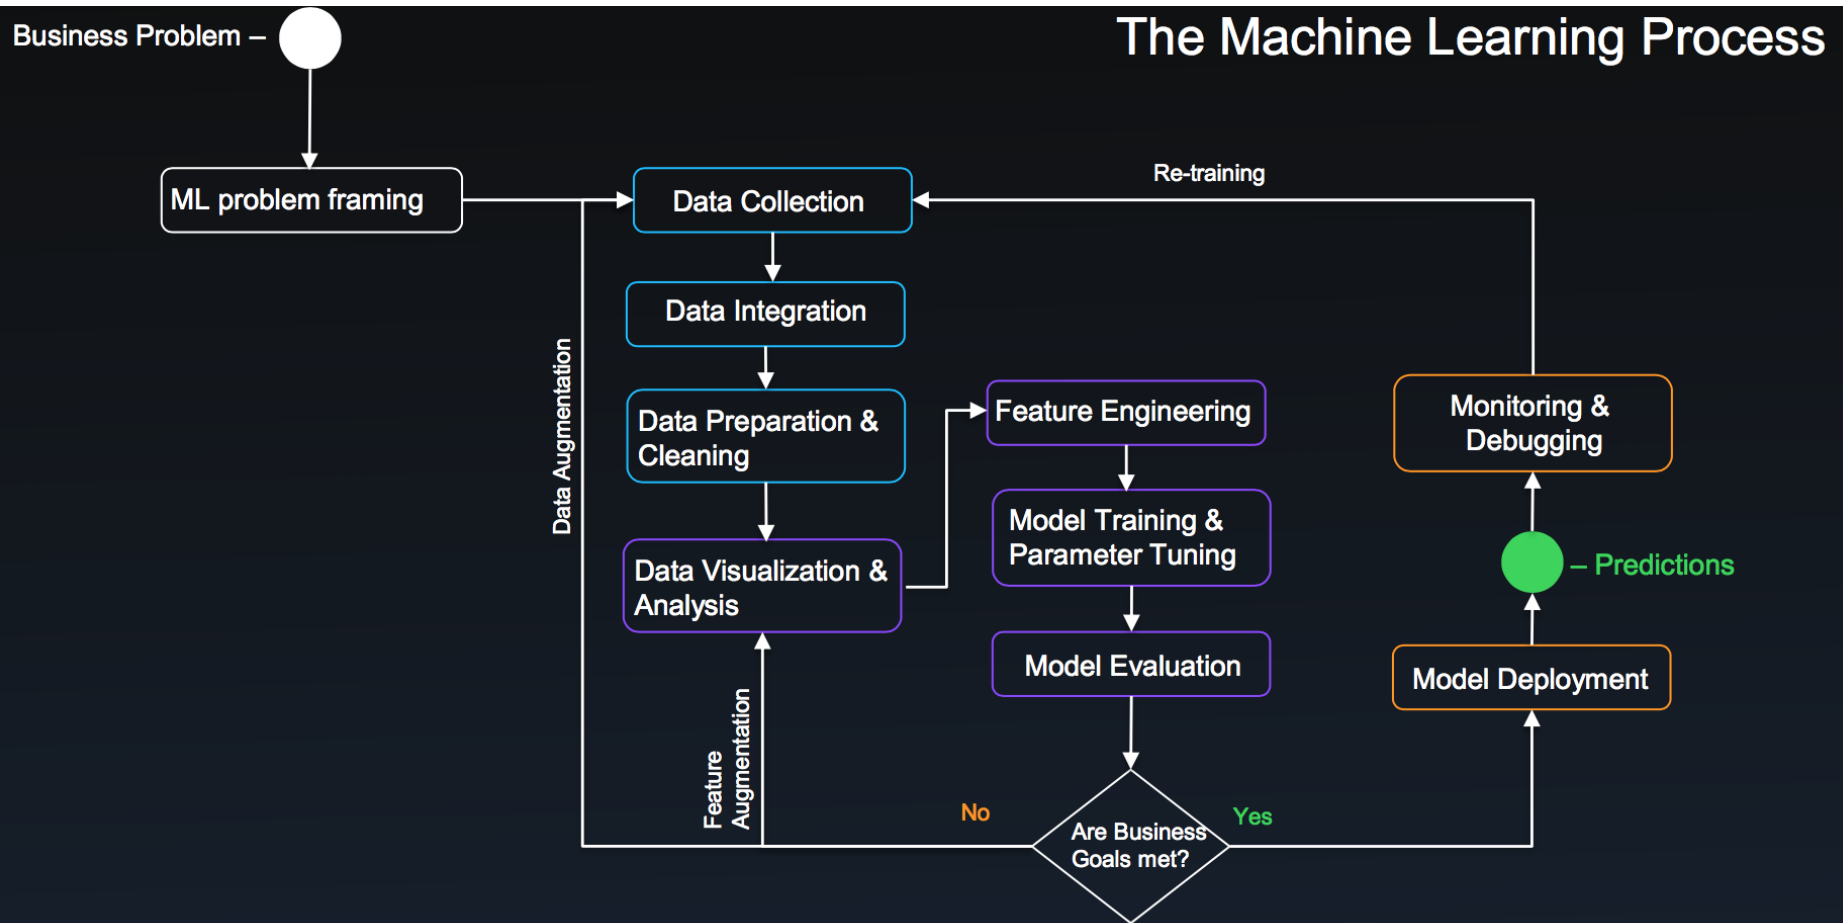 Business Problem –
The Machine Learning Process
ML problem framing
Data Collection
Re-training
Data Integration
Data Augmentation
Data Preparation &
Cleaning
Feature Engineering
Monitoring &
Debugging
Data Visualization &
Analysis
Model Training &
Parameter Tuning
– Predictions
Model Evaluation
Model Deployment
Feature
Augmentation
No
Are Business
Goals met?
Yes